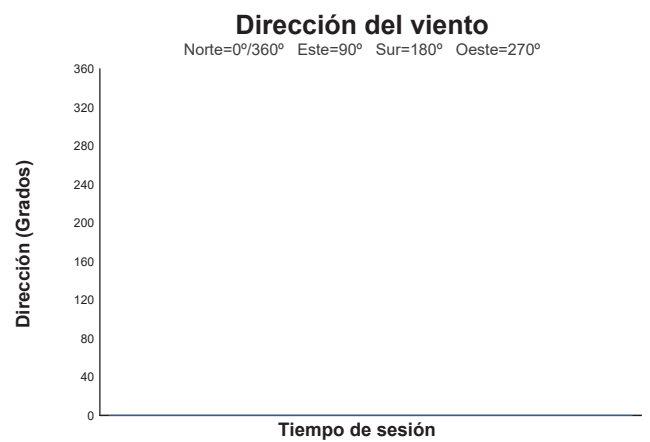 Dirección del viento
Norte=0º/360º Este=90º Sur=180º Oeste=270º
360
320
280
240
200
160
120
80
40
0
Dirección (Grados)
Tiempo de sesión